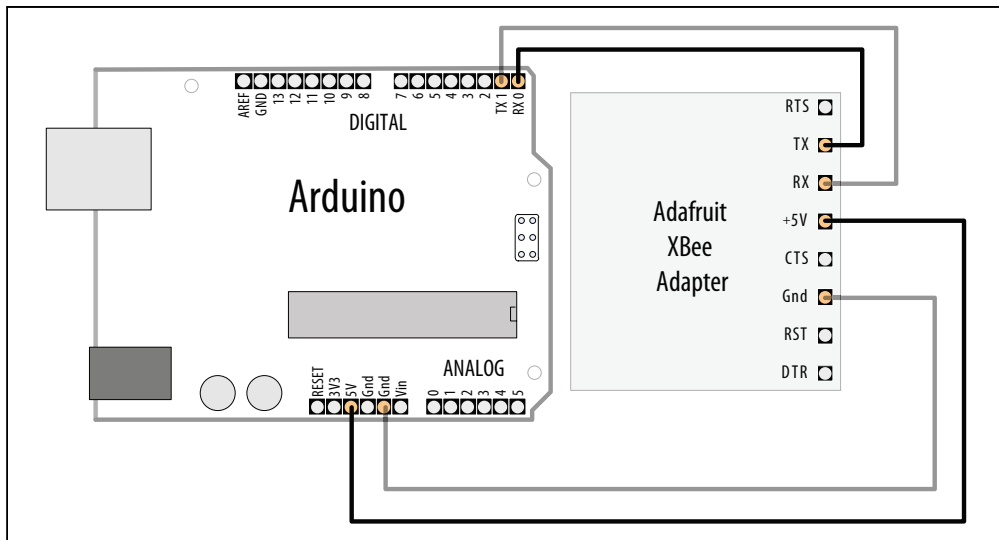 AREF
GND
13
12
11
10
9
8
7
6
5
4
3
2
TX 1
RX 0
DIGITAL
Arduino
RESET
3V3
5V
Gnd
Gnd
Vin
ANALOG
0
1
2
3
4
5
Adafruit
XBee
Adapter
RTS
TX
RX
+5V
CTS
Gnd
RST
DTR